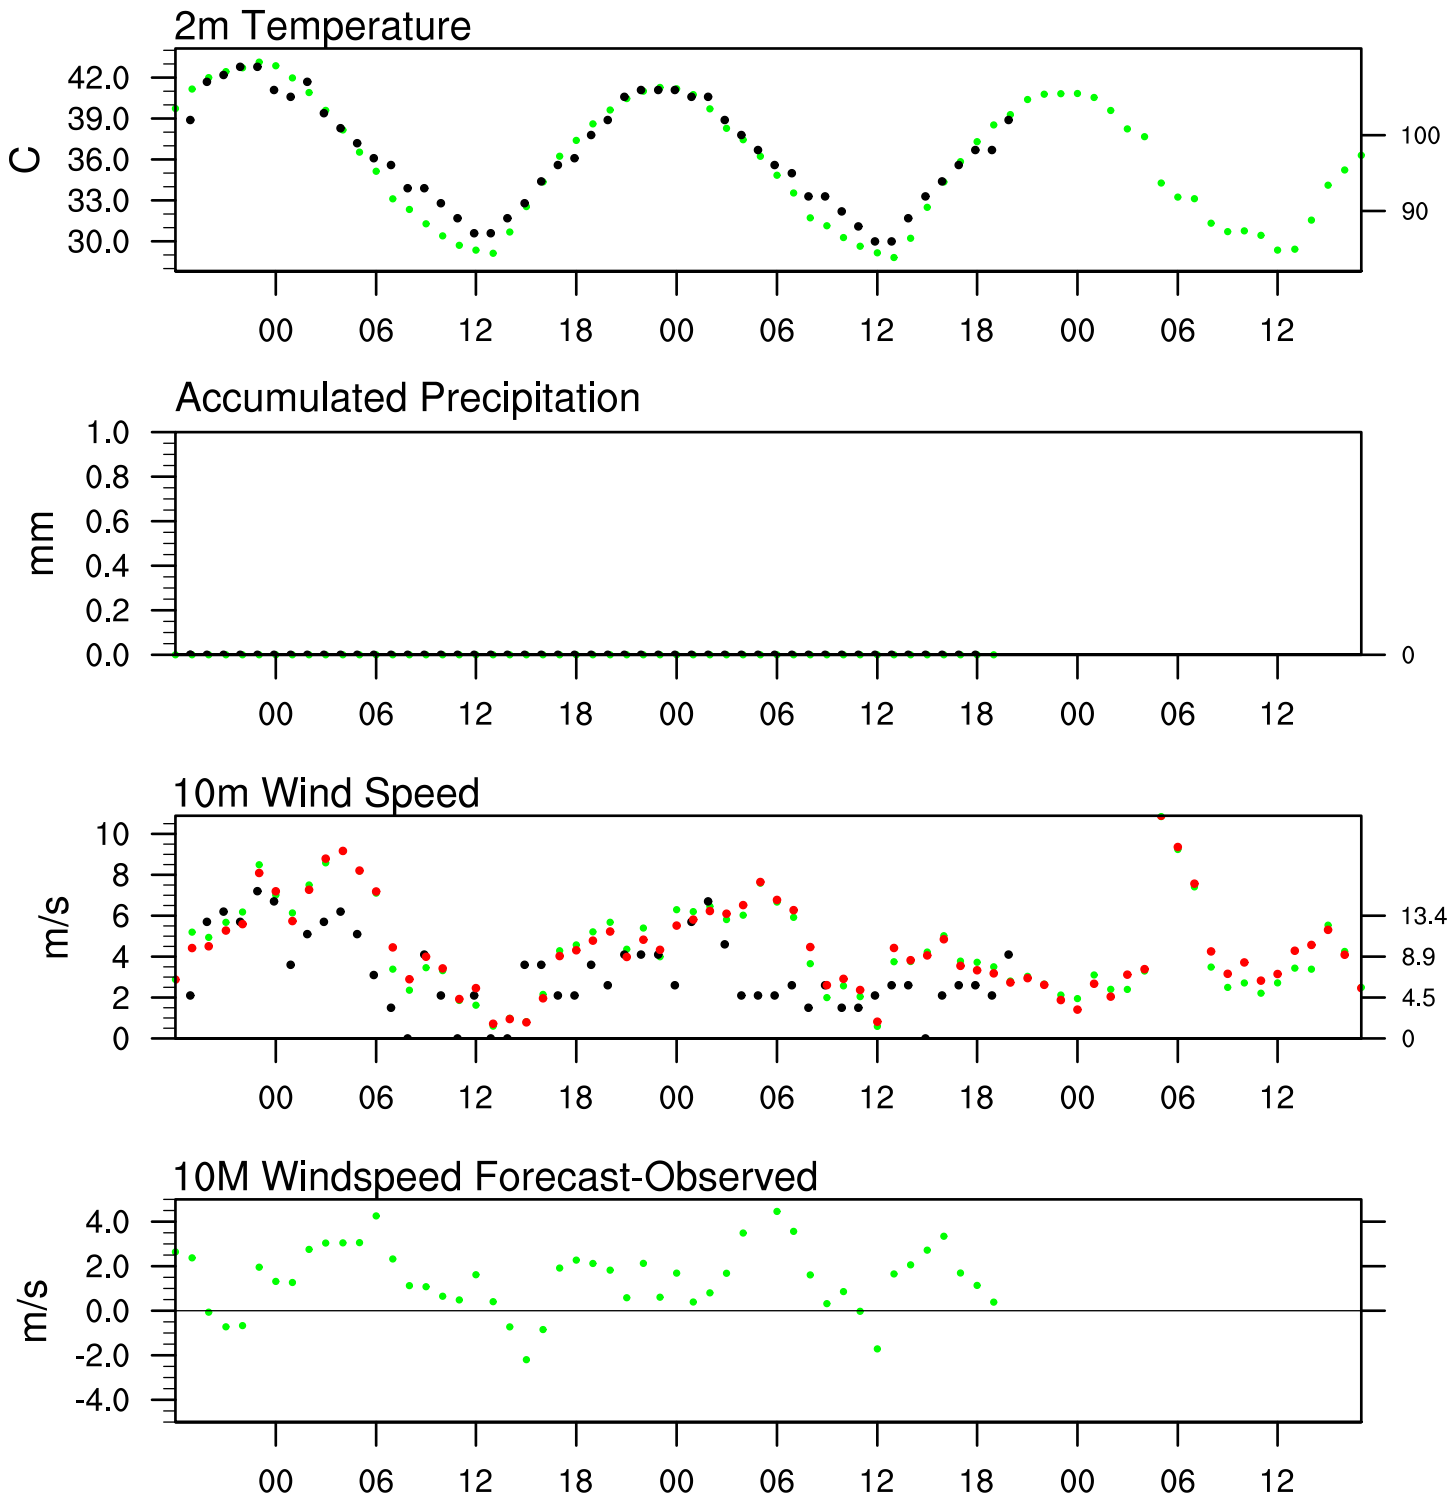 2m Temperature
42.0
39.0
36.0
33.0
30.0
C
100
90
00 06 12 18 00 06 12 18 00 06 12
Accumulated Precipitation
1.0
0.8
0.6
0.4
0.2
0.0
mm
0
00 06 12 18 00 06 12 18 00 06 12
10m Wind Speed
10
8
6
4
2
0
m/s
13.4
8.9
4.5
0
00 06 12 18 00 06 12 18 00 06 12
10M Windspeed Forecast-Observed
4.0
2.0
0.0
-2.0
-4.0
m/s
00 06 12 18 00 06 12 18 00 06 12